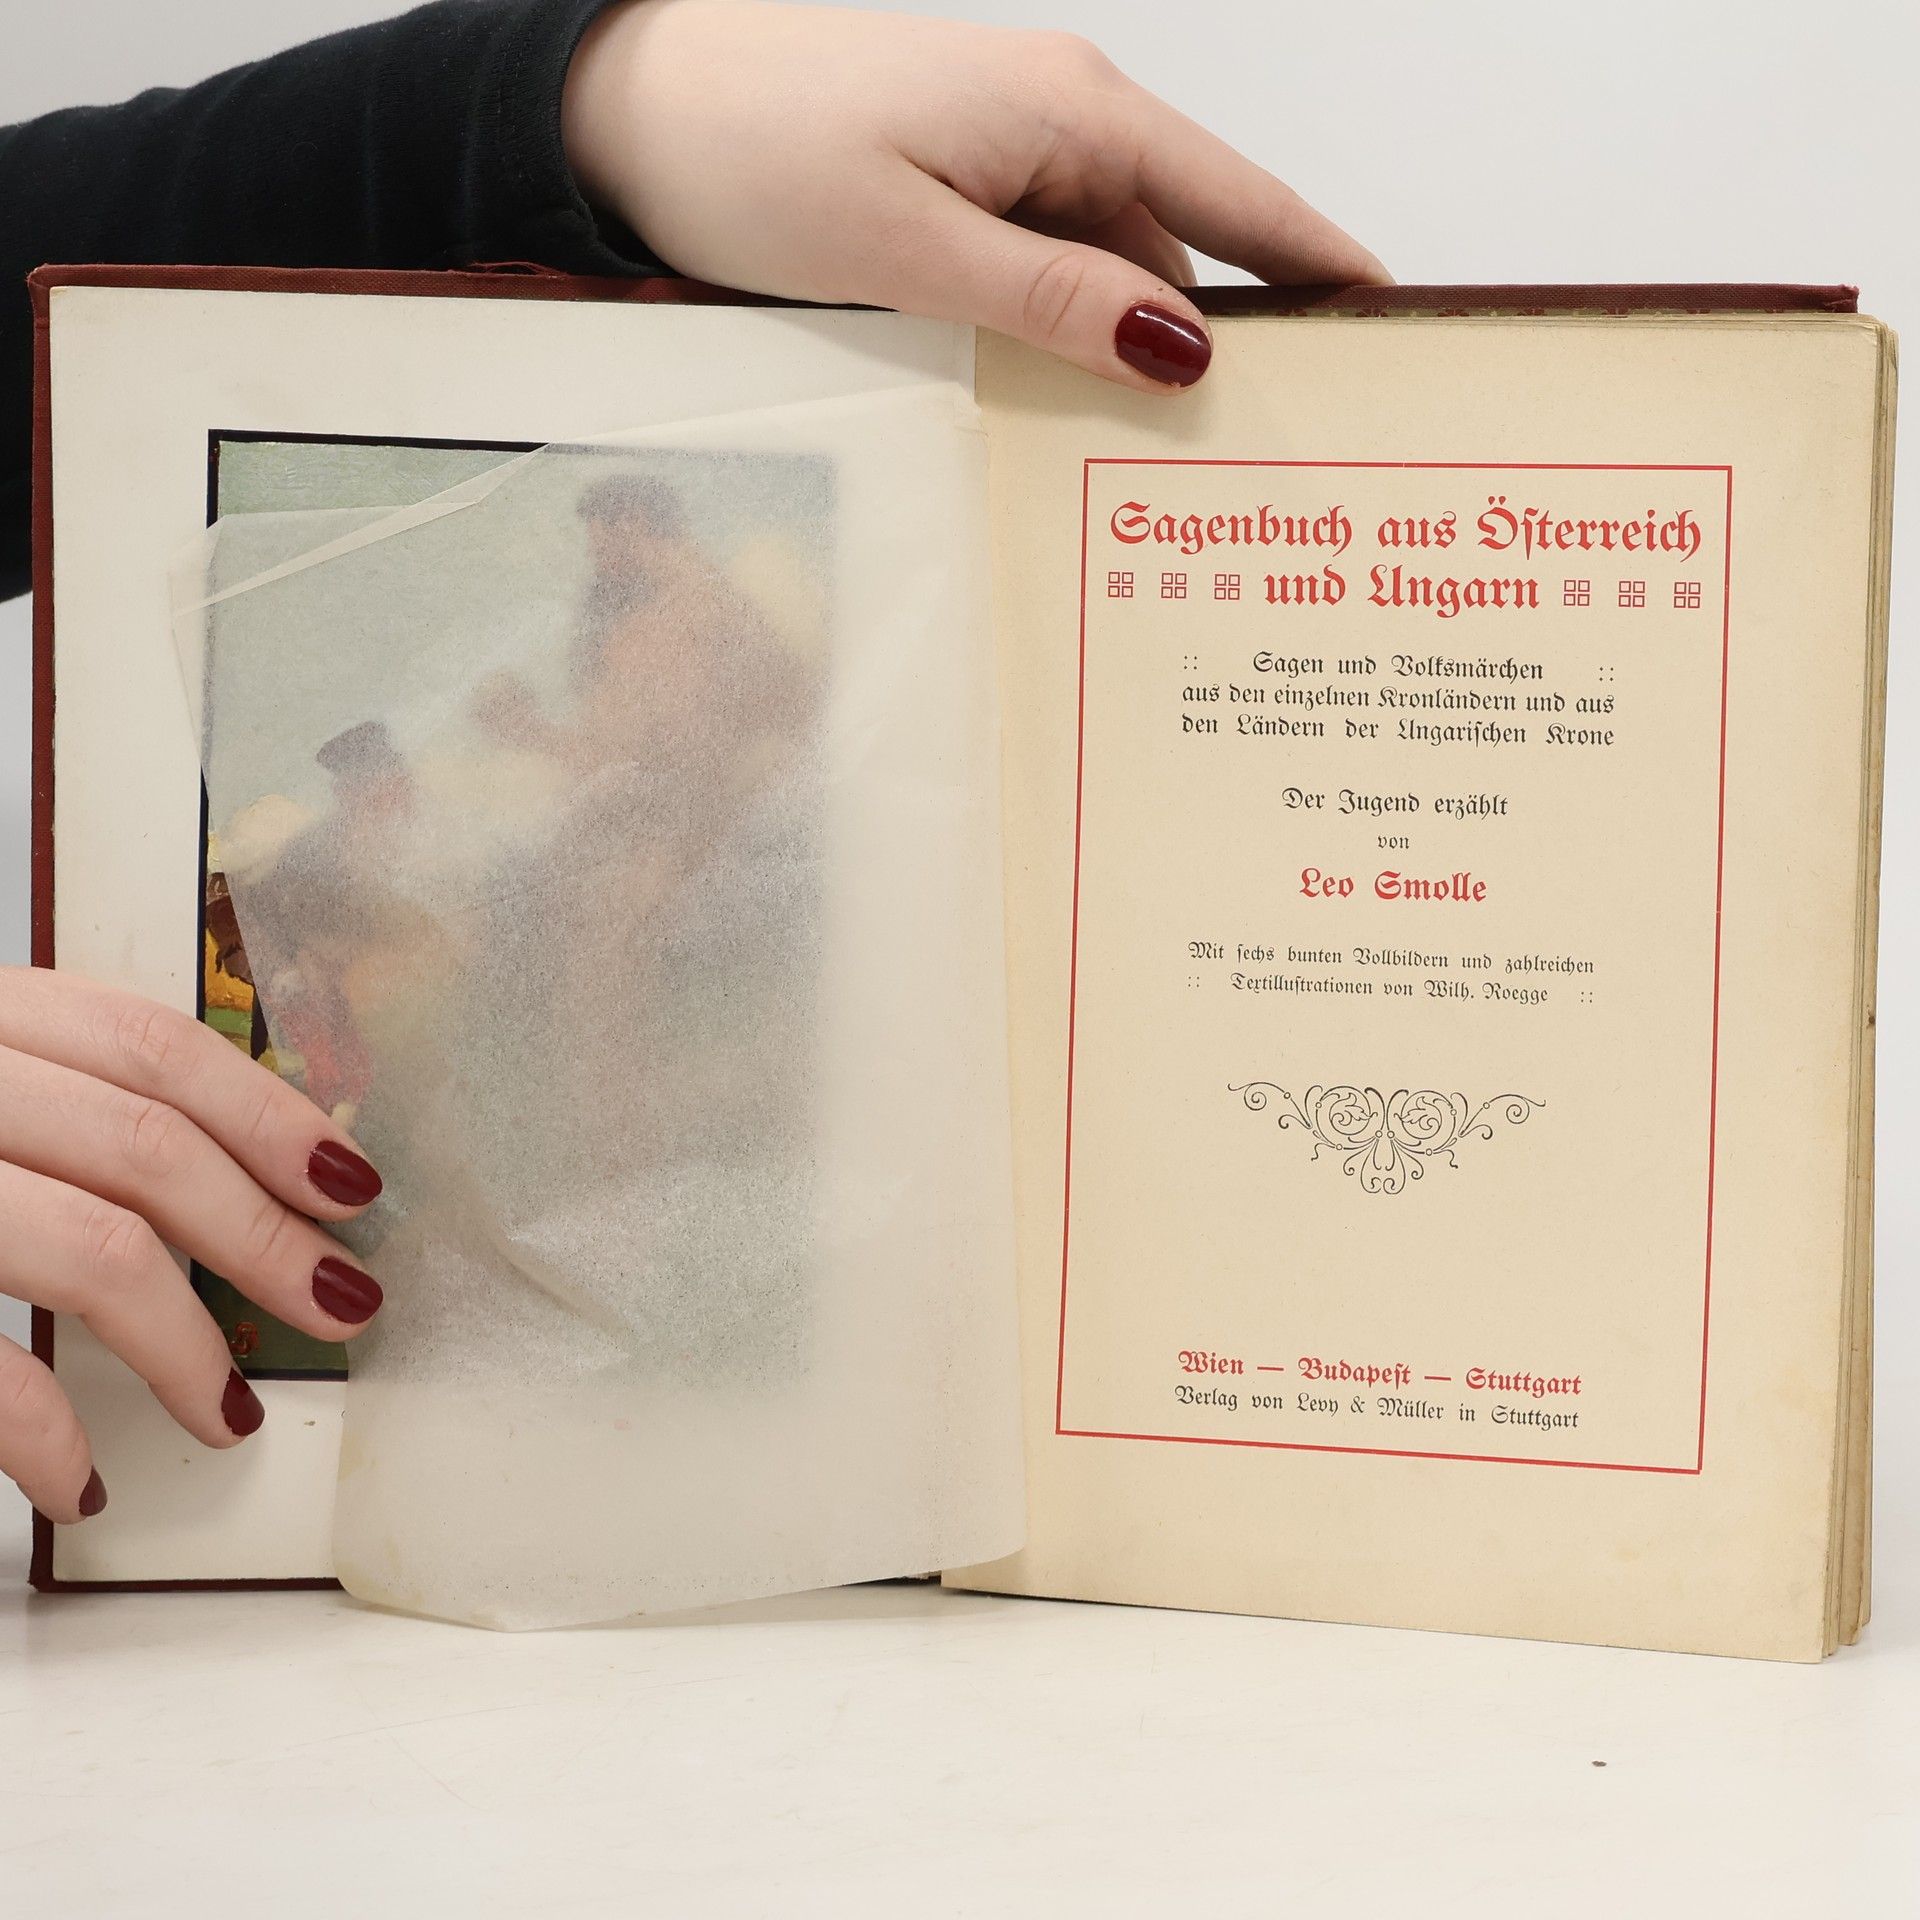 Sagenbuch aus Österreich
und Ungarn
:: Sagen und Volksmärchen ::
aus den einzelnen Kronländern und aus
den Ländern der Ungarischen Krone
Der Jugend erzählt
von
Leo Smolle
Mit sechs bunten Vollbildern und zahlreichen
:: Textillustrationen von Wilh. Roegge ::
Wien — Budapest — Stuttgart
Verlag von Levy & Müller in Stuttgart